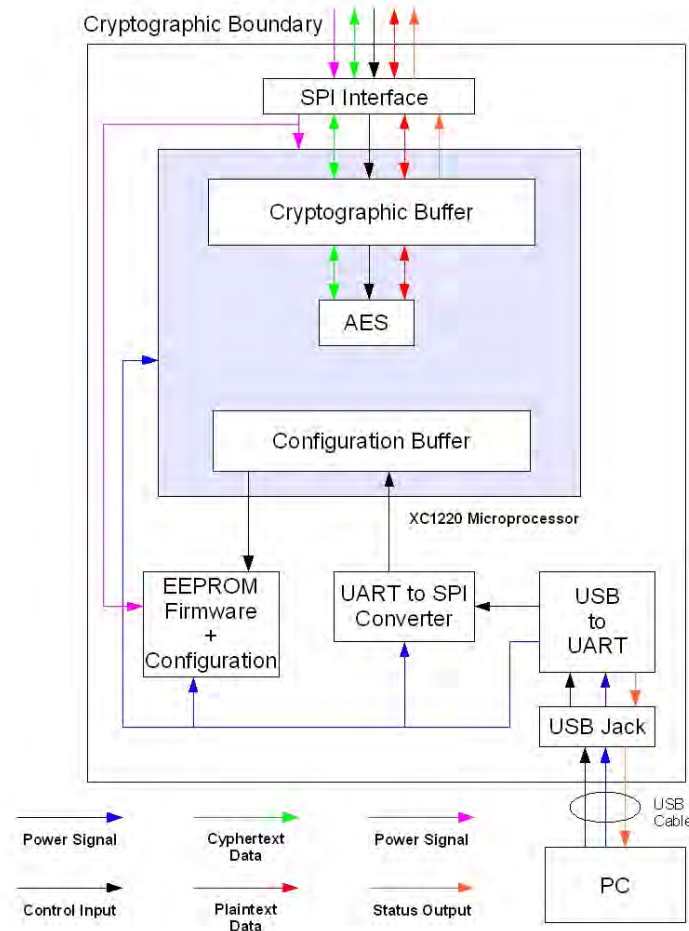 Cryptographic Boundary
SPI Interface
Cryptographic Buffer
AES
Configuration Buffer
XC1220 Microprocessor
EEPROM
Firmware
+
Configuration
UART to SPI
Converter
USB
to
UART
USB Jack
USB
Cable
PC
Power Signal
Cyphertext
Data
Power Signal
Control Input
Plaintext
Data
Status Output